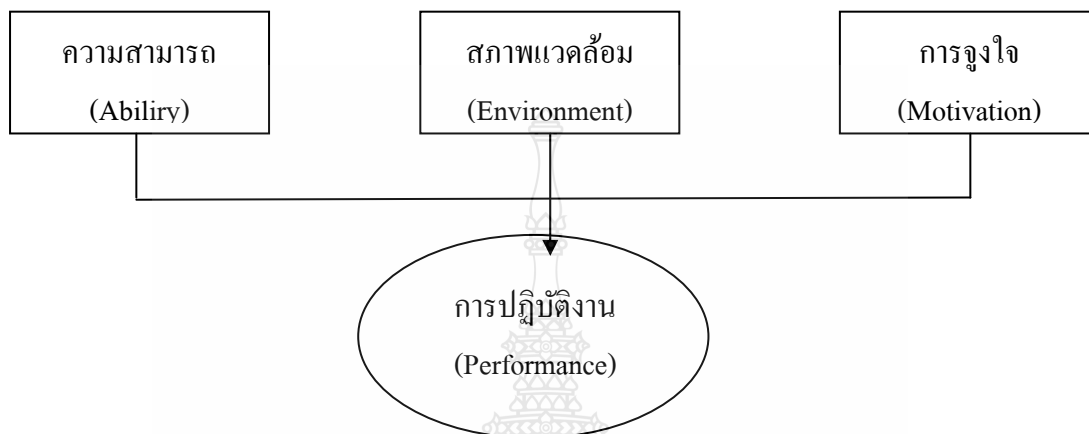 ความสามารถ
(Abiliry)
สภาพแวดล้อม
(Environment)
การจูงใจ
(Motivation)
การปฏิบัติงาน
(Performance)